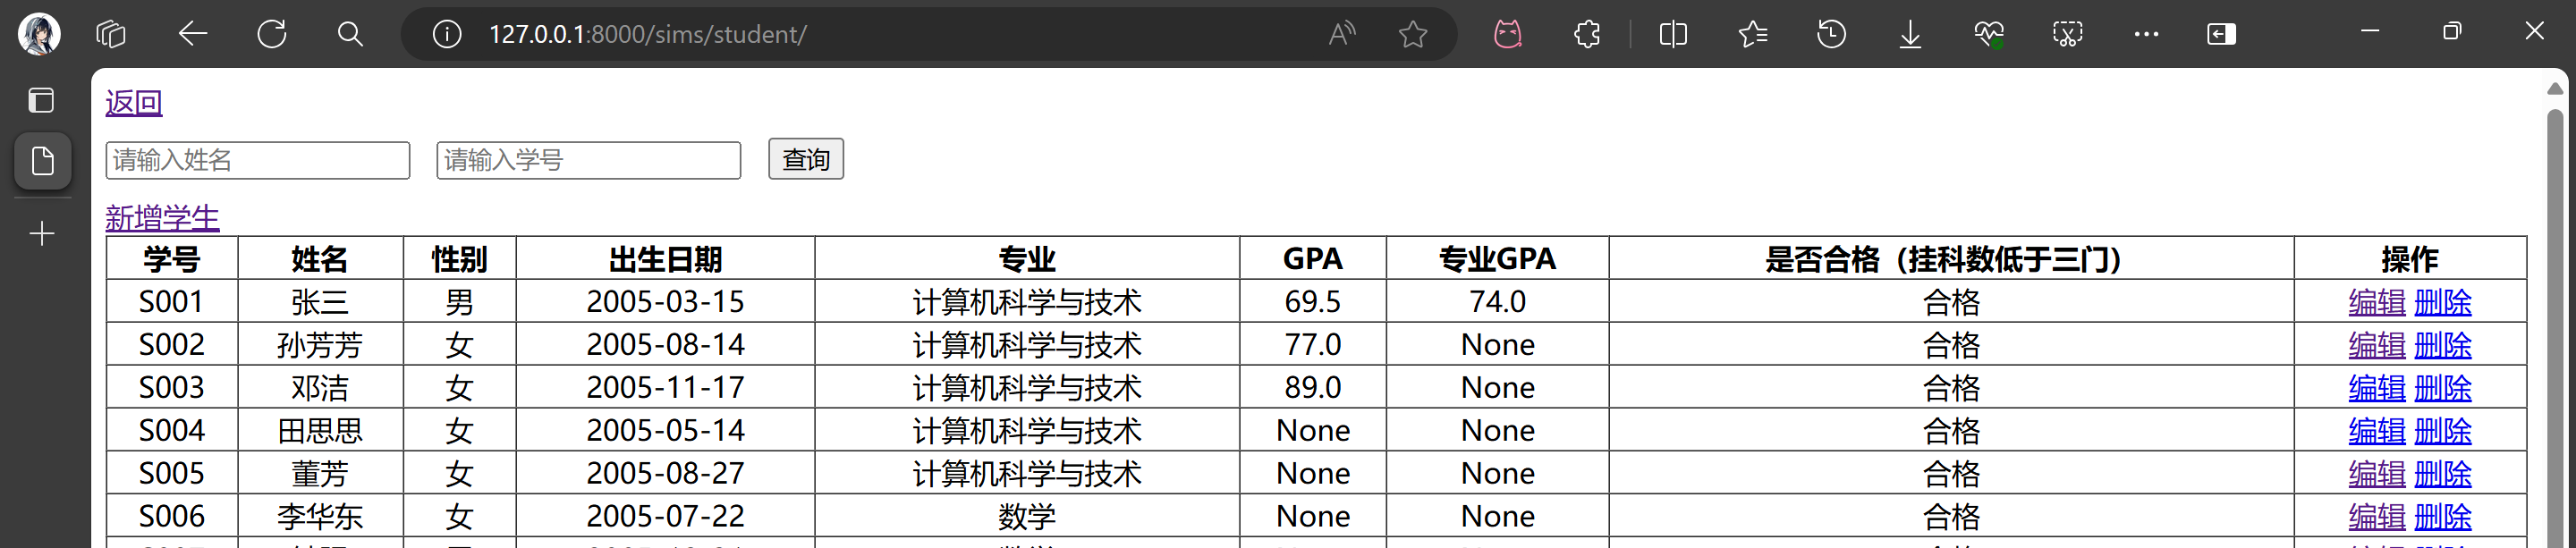 127.0.0.1:8000/sims/student/
返回
请输入姓名 请输入学号 查询
新增学生
学号 姓名 性别 出生日期 专业 GPA 专业GPA 是否合格（挂科数低于三门） 操作
S001 张三 男 2005-03-15 计算机科学与技术 69.5 74.0 合格 编辑 删除
S002 孙芳芳 女 2005-08-14 计算机科学与技术 77.0 None 合格 编辑 删除
S003 邓洁 女 2005-11-17 计算机科学与技术 89.0 None 合格 编辑 删除
S004 田思思 女 2005-05-14 计算机科学与技术 None None 合格 编辑 删除
S005 董芳 女 2005-08-27 计算机科学与技术 None None 合格 编辑 删除
S006 李华东 女 2005-07-22 数学 None None 合格 编辑 删除